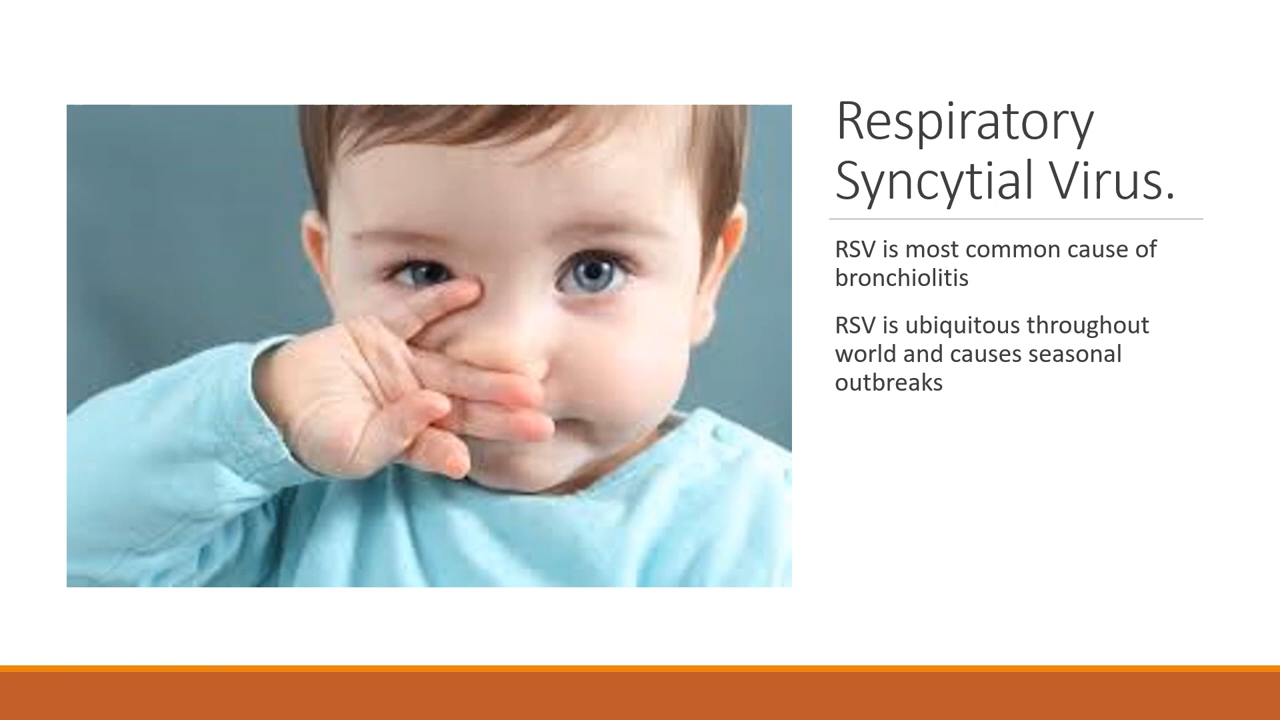 Respiratory
Syncytial Virus.
RSV is most common cause of
bronchiolitis
RSV is ubiquitous throughout
world and causes seasonal
outbreaks